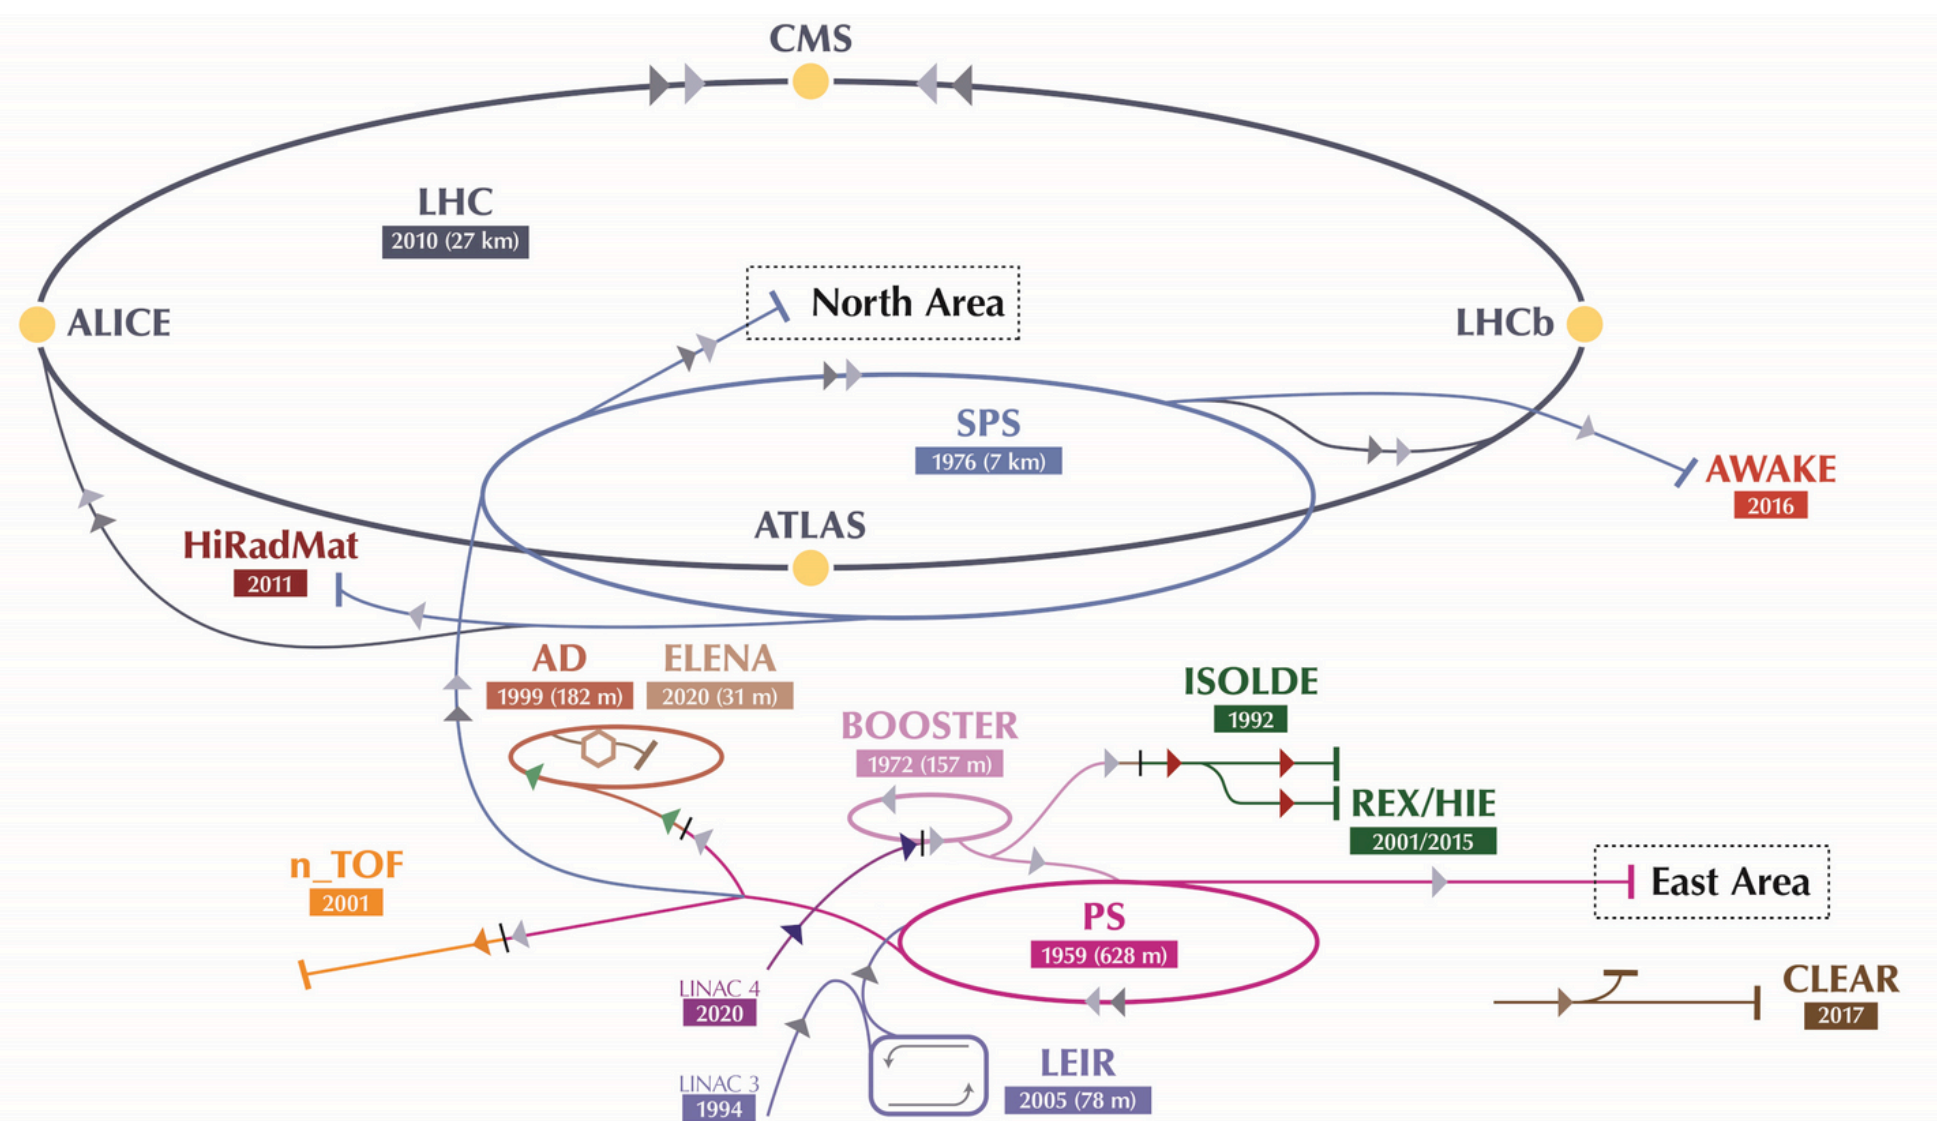 CMS
LHC
2010 (27 km)
North Area
ALICE
LHCb
SPS
1976 (7 km)
AWAKE
2016
ATLAS
HiRadMat
2011
AD
1999 (182 m)
ELENA
2020 (31 m)
ISOLDE
1992
BOOSTER
1972 (157 m)
REX/HIE
2001/2015
n_TOF
2001
East Area
PS
1959 (628 m)
LINAC 4
2020
CLEAR
2017
LEIR
2005 (78 m)
LINAC 3
1994